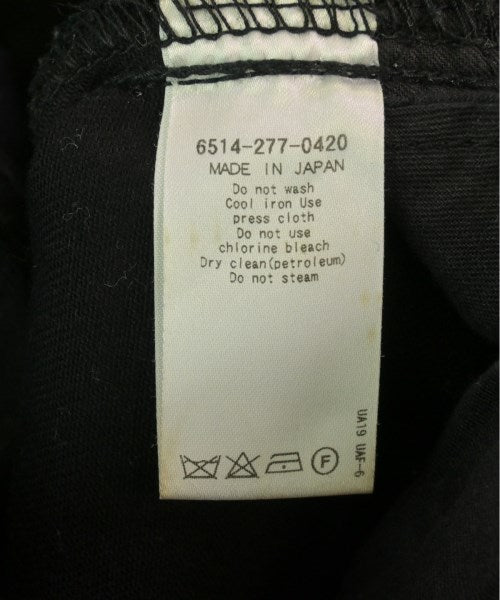 6514-277-0420
MADE IN JAPAN
Do not wash
Cool iron Use
press cloth
Do not use
chlorine bleach
Dry clean(petroleum)
Do not steam
UA19 UAF-6
F